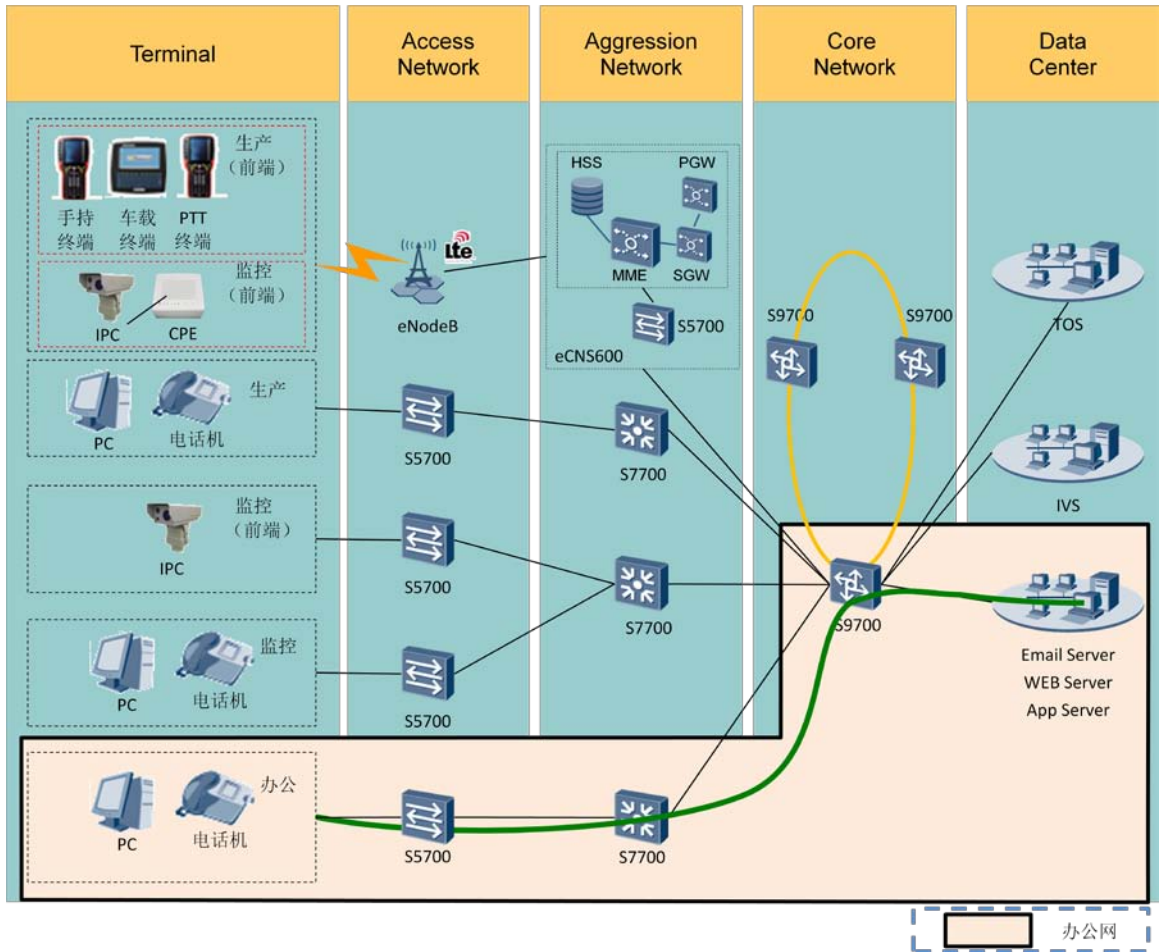 Terminal
Access
Network
Aggression
Network
Core
Network
Data
Center
生产
（前端）
手持
终端
车载
终端
PTT
终端
监控
（前端）
IPC
CPE
Lte
eNodeB
HSS
PGW
MME
SGW
S5700
eCNS600
S9700
S9700
TOS
生产
PC
电话机
S5700
S7700
IVS
监控
（前端）
IPC
S5700
S7700
S9700
Email Server
WEB Server
App Server
监控
PC
电话机
S5700
办公
PC
电话机
S5700
S7700
办公网